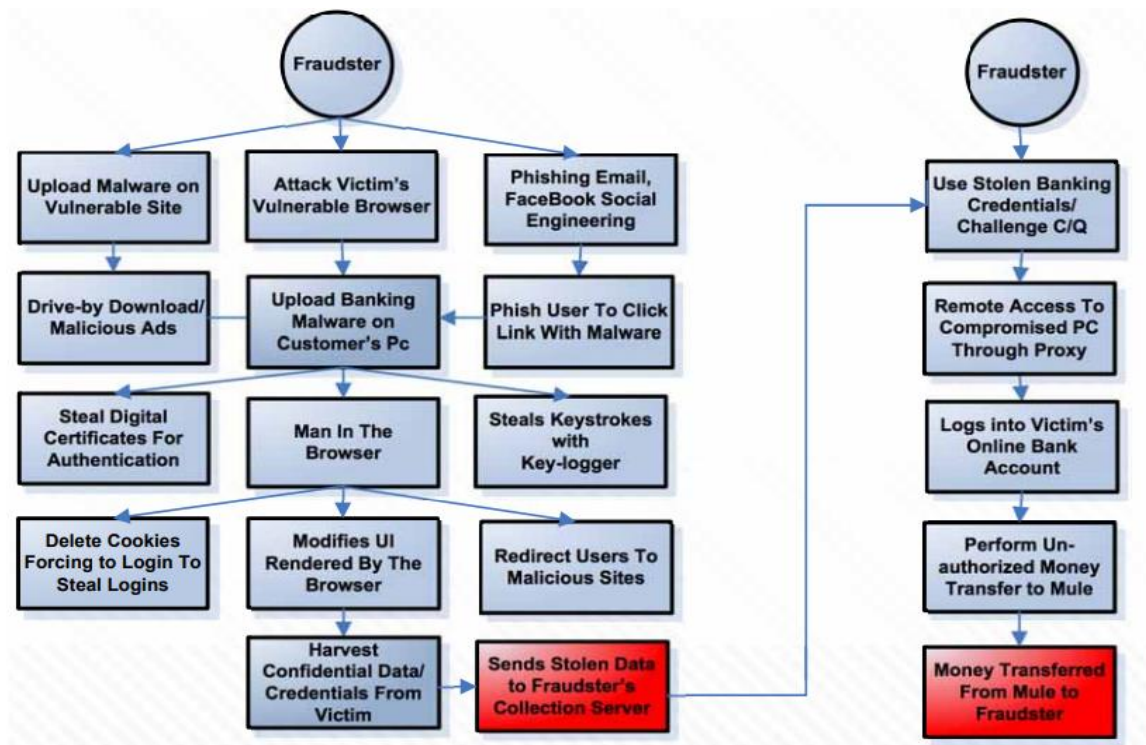 Fraudster
Upload Malware on
Vulnerable Site
Attack Victim's
Vulnerable Browser
Phishing Email,
FaceBook Social
Engineering
Drive-by Download/
Malicious Ads
Upload Banking
Malware on
Customer's Pc
Phish User To Click
Link With Malware
Steal Digital
Certificates For
Authentication
Man In The
Browser
Steals Keystrokes
with
Key-logger
Delete Cookies
Forcing to Login To
Steal Logins
Modifies UI
Rendered By The
Browser
Redirect Users To
Malicious Sites
Harvest
Confidential Data/
Credentials From
Victim
Sends Stolen Data
to Fraudster's
Collection Server
Fraudster
Use Stolen Banking
Credentials/
Challenge C/Q
Remote Access To
Compromised PC
Through Proxy
Logs into Victim's
Online Bank
Account
Perform Un-
authorized Money
Transfer to Mule
Money Transferred
From Mule to
Fraudster